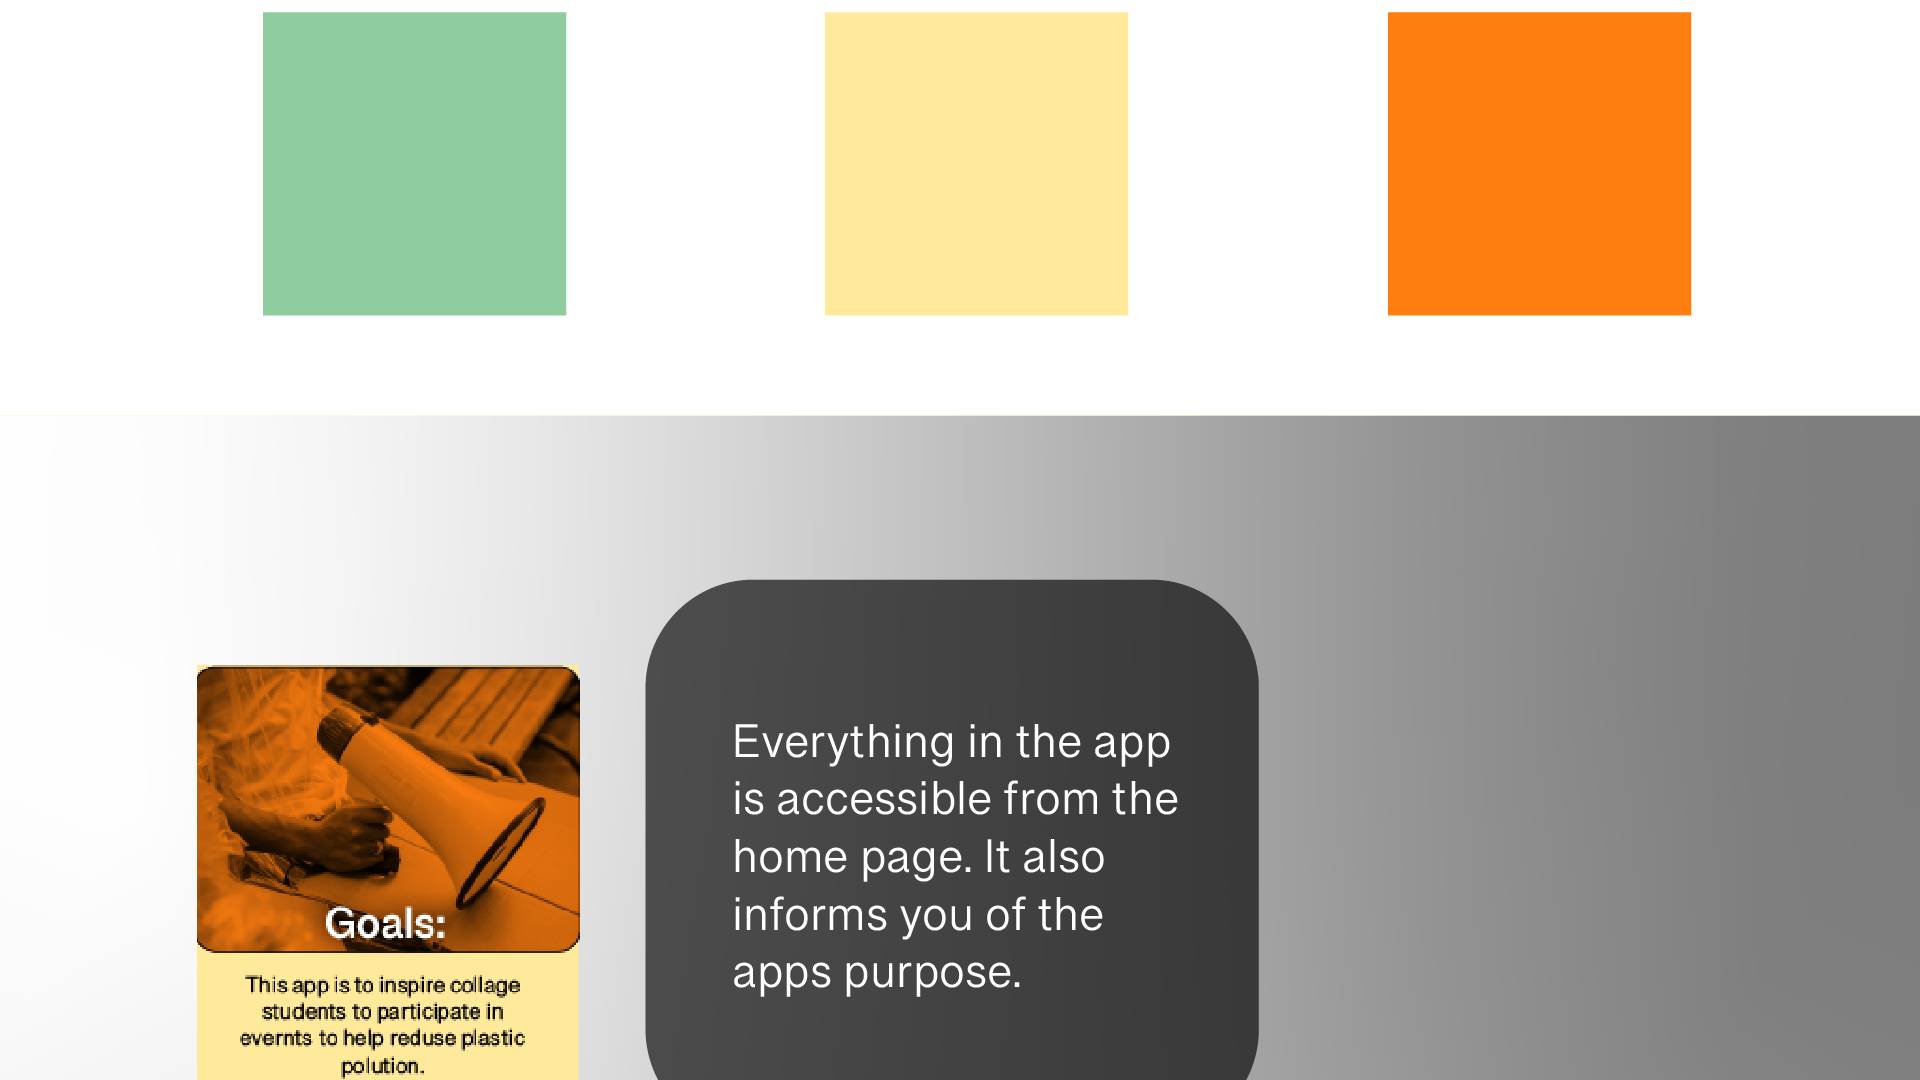 Goals:
This app is to inspire collage
students to participate in
evernts to help reduse plastic
polution.
Everything in the app
is accessible from the
home page. It also
informs you of the
apps purpose.